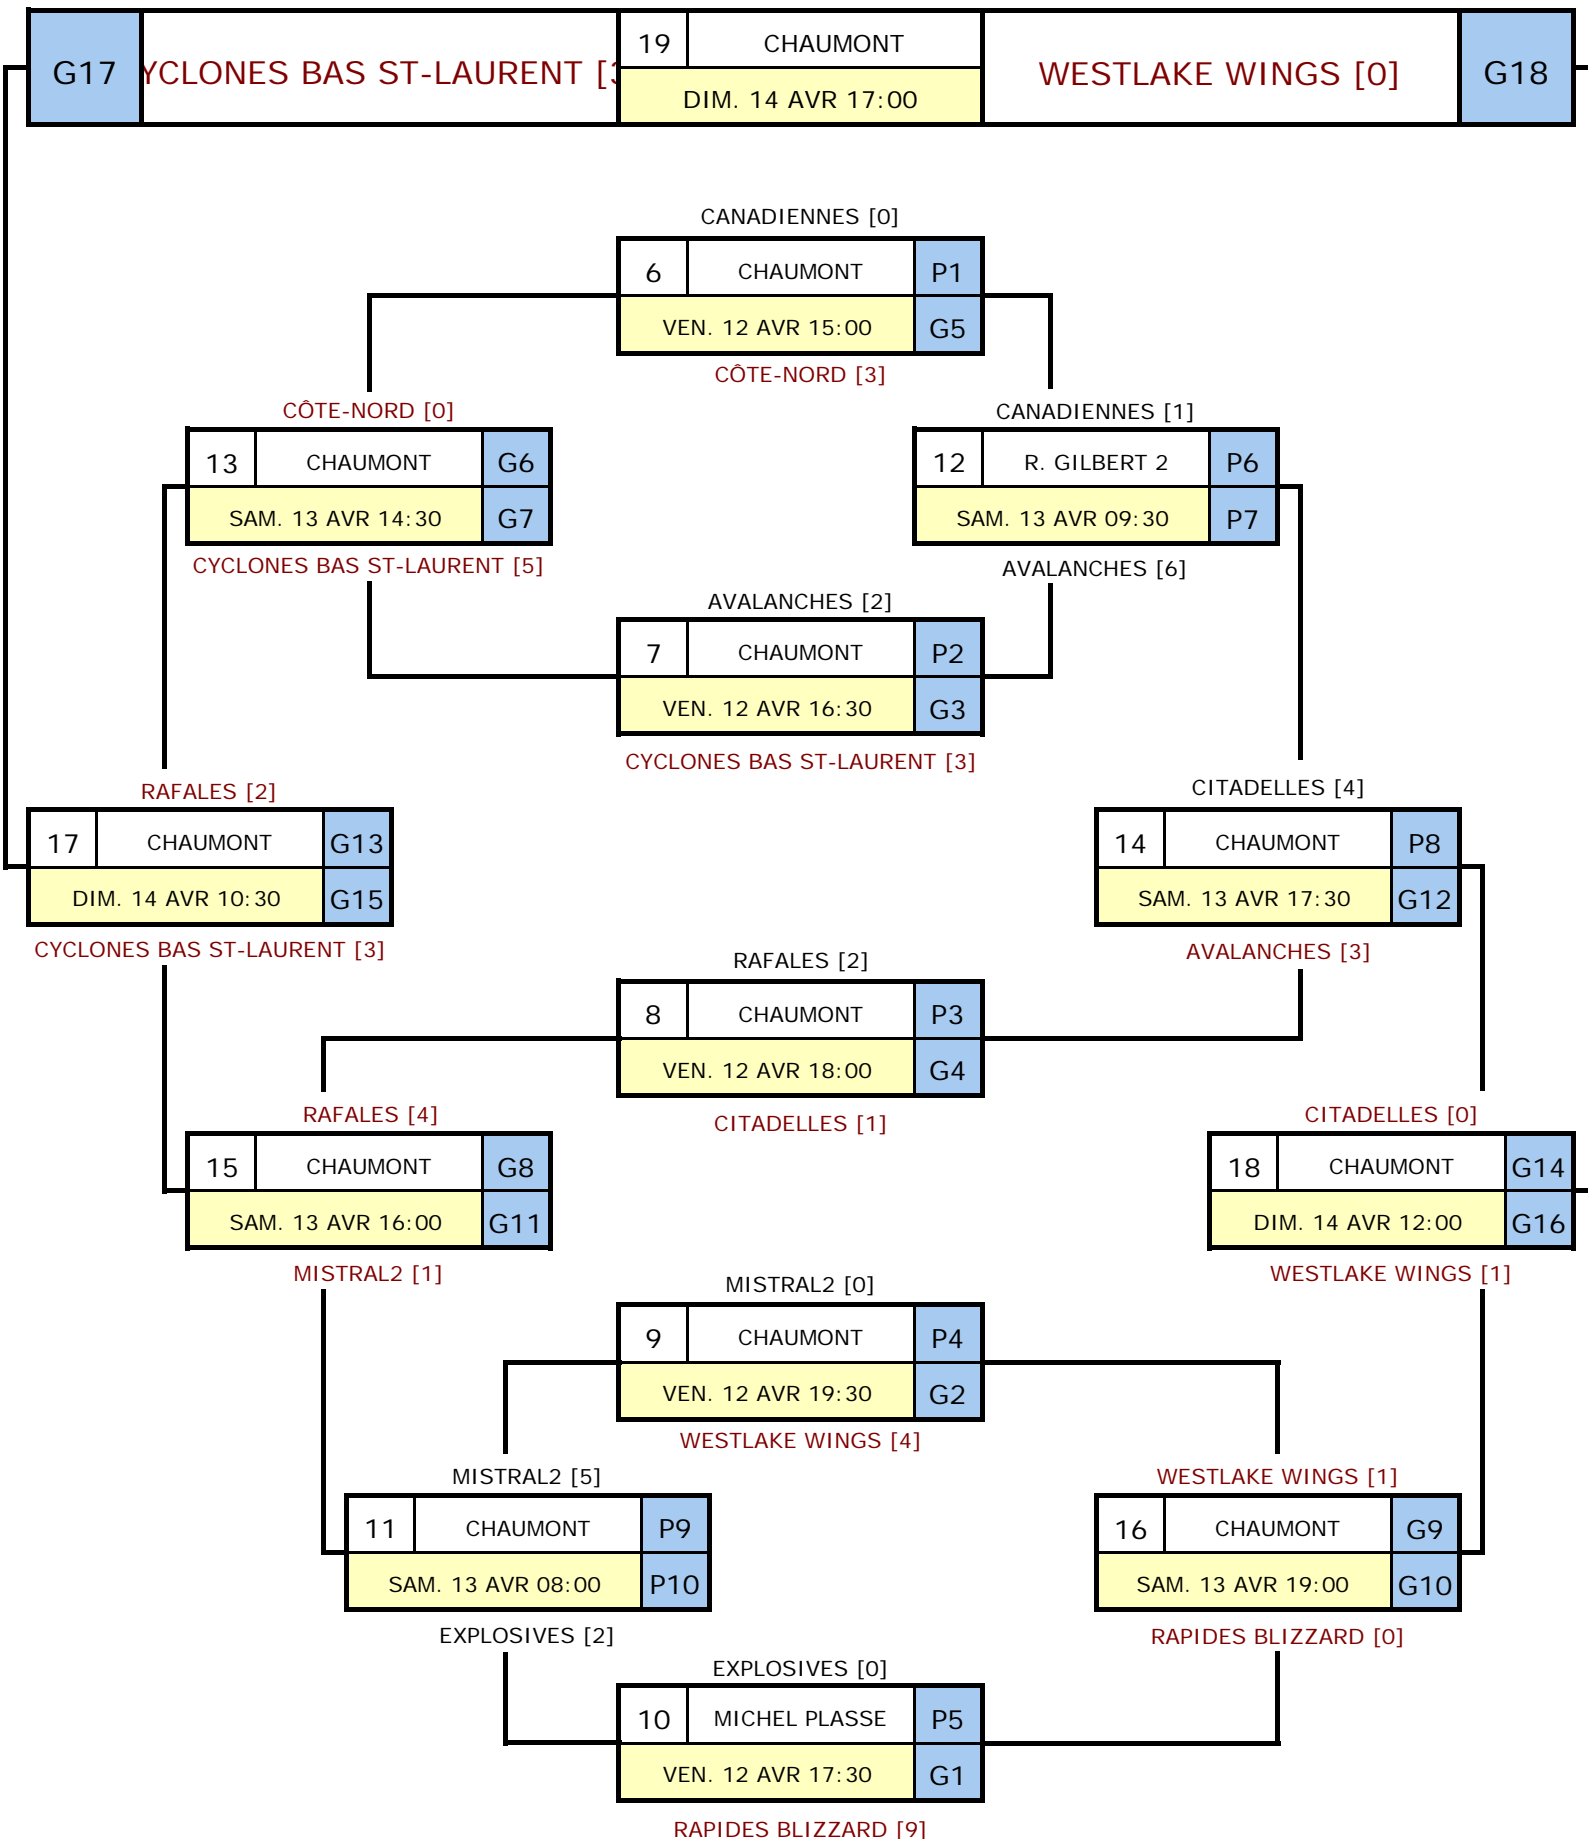 19 CHAUMONT
G17 YCLONES BAS ST-LAURENT [3 WESTLAKE WINGS [0] G18
DIM. 14 AVR 17:00
CANADIENNES [0]
6 CHAUMONT P1
VEN. 12 AVR 15:00 G5
CÔTE-NORD [3]
CÔTE-NORD [0]
13 CHAUMONT G6
SAM. 13 AVR 14:30 G7
CYCLONES BAS ST-LAURENT [5]
CANADIENNES [1]
12 R. GILBERT 2 P6
SAM. 13 AVR 09:30 P7
AVALANCHES [6]
AVALANCHES [2]
7 CHAUMONT P2
VEN. 12 AVR 16:30 G3
CYCLONES BAS ST-LAURENT [3]
RAFALES [2]
17 CHAUMONT G13
DIM. 14 AVR 10:30 G15
CYCLONES BAS ST-LAURENT [3]
CITADELLES [4]
14 CHAUMONT P8
SAM. 13 AVR 17:30 G12
AVALANCHES [3]
RAFALES [2]
8 CHAUMONT P3
VEN. 12 AVR 18:00 G4
CITADELLES [1]
RAFALES [4]
15 CHAUMONT G8
SAM. 13 AVR 16:00 G11
MISTRAL2 [1]
CITADELLES [0]
18 CHAUMONT G14
DIM. 14 AVR 12:00 G16
WESTLAKE WINGS [1]
MISTRAL2 [0]
9 CHAUMONT P4
VEN. 12 AVR 19:30 G2
WESTLAKE WINGS [4]
MISTRAL2 [5]
11 CHAUMONT P9
SAM. 13 AVR 08:00 P10
EXPLOSIVES [2]
WESTLAKE WINGS [1]
16 CHAUMONT G9
SAM. 13 AVR 19:00 G10
RAPIDES BLIZZARD [0]
EXPLOSIVES [0]
10 MICHEL PLASSE P5
VEN. 12 AVR 17:30 G1
RAPIDES BLIZZARD [9]